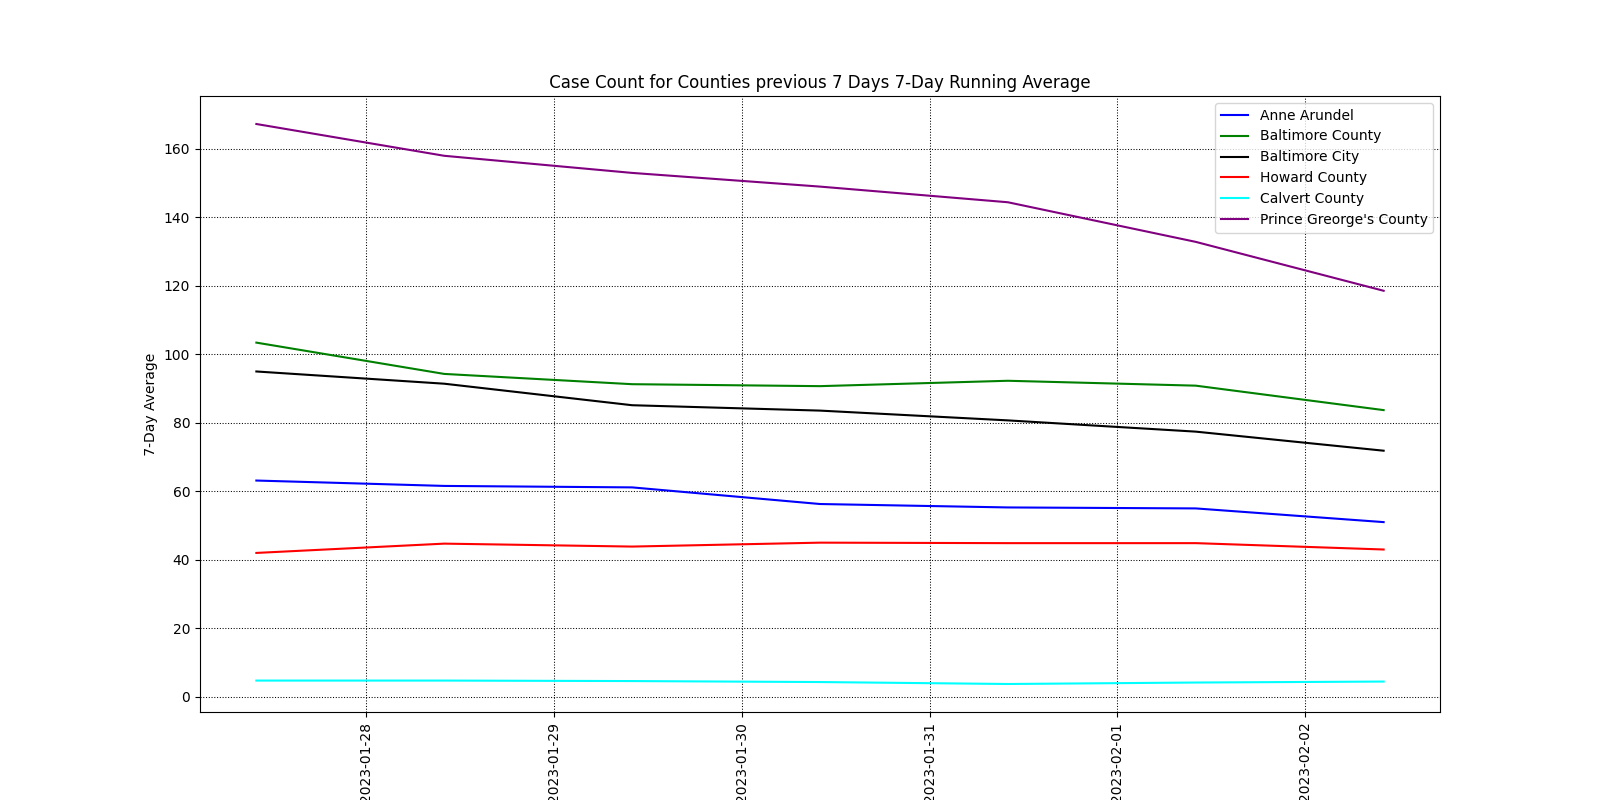 Case Count for Counties previous 7 Days 7-Day Running Average
Anne Arundel
Baltimore County
Baltimore City
Howard County
Calvert County
Prince Greorge's County
7-Day Average
160
140
120
100
80
60
40
20
0
2023-01-28
2023-01-29
2023-01-30
2023-01-31
2023-02-01
2023-02-02